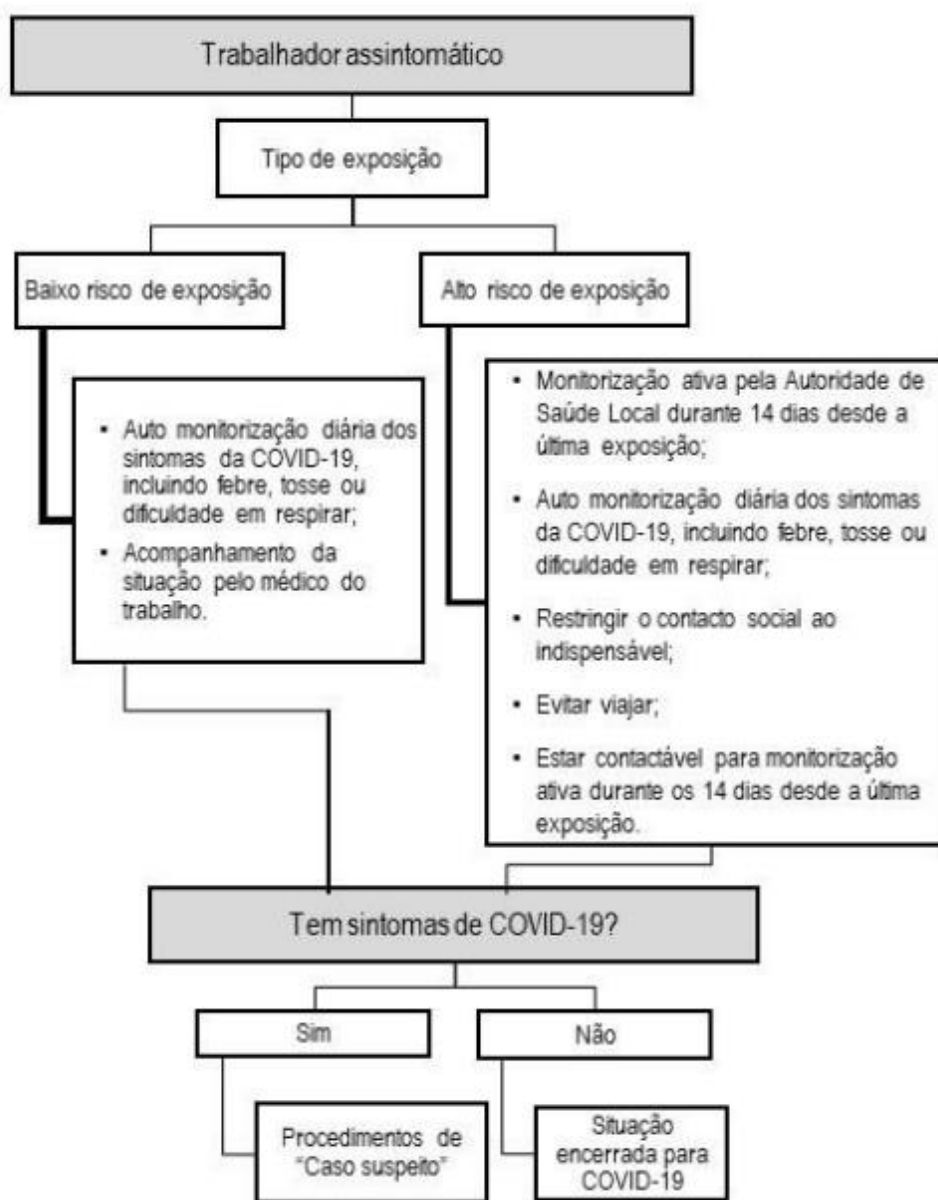 Trabalhador assintomático
Tipo de exposição
Baixo risco de exposição
Alto risco de exposição
• Auto monitorização diária dos
sintomas da COVID-19,
incluindo febre, tosse ou
dificuldade em respirar;
• Acompanhamento da
situação pelo médico do
trabalho.
• Monitorização ativa pela Autoridade de
Saúde Local durante 14 dias desde a
última exposição;
• Auto monitorização diária dos sintomas
da COVID-19, incluindo febre, tosse ou
dificuldade em respirar;
• Restringir o contacto social ao
indispensável;
• Evitar viajar;
• Estar contactável para monitorização
ativa durante os 14 dias desde a última
exposição.
Tem sintomas de COVID-19?
Sim
Não
Procedimentos de
“Caso suspeito”
Situação
encerrada para
COVID-19